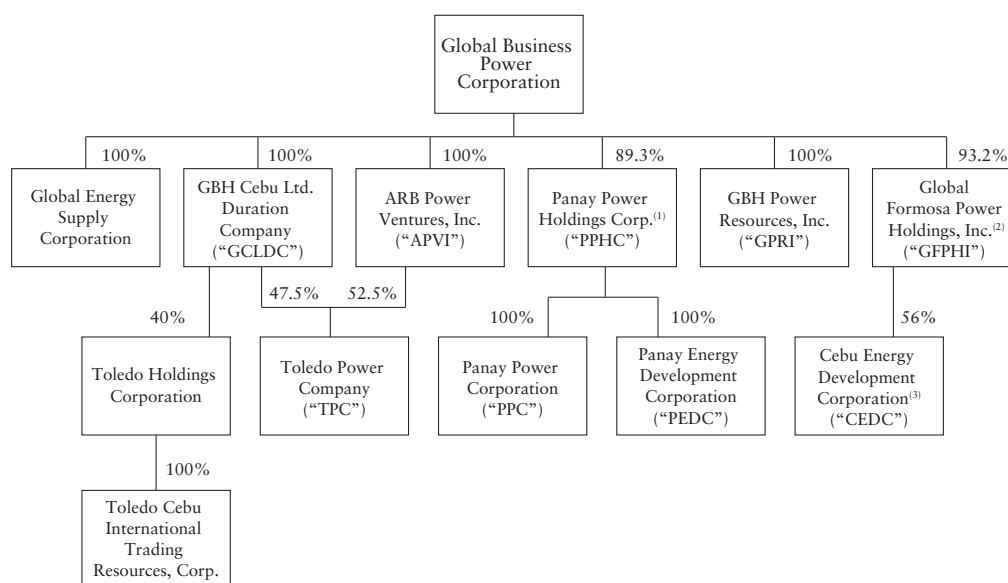 Global Business
Power
Corporation
100%
100%
100%
89.3%
100%
93.2%
Global Energy
Supply
Corporation
GBH Cebu Ltd.
Duration
Company
(“GCLDC”)
ARB Power
Ventures, Inc.
(“APVI”)
Panay Power
Holdings Corp.(1)
(“PPHC”)
GBH Power
Resources, Inc.
(“GPRI”)
Global
Formosa Power
Holdings, Inc.(2)
(“GFPHI”)
40%
47.5%
52.5%
100%
100%
56%
Toledo Holdings
Corporation
Toledo Power
Company
(“TPC”)
Panay Power
Corporation
(“PPC”)
Panay Energy
Development
Corporation
(“PEDC”)
Cebu Energy
Development
Corporation(3)
(“CEDC”)
100%
Toledo Cebu
International
Trading
Resources, Corp.